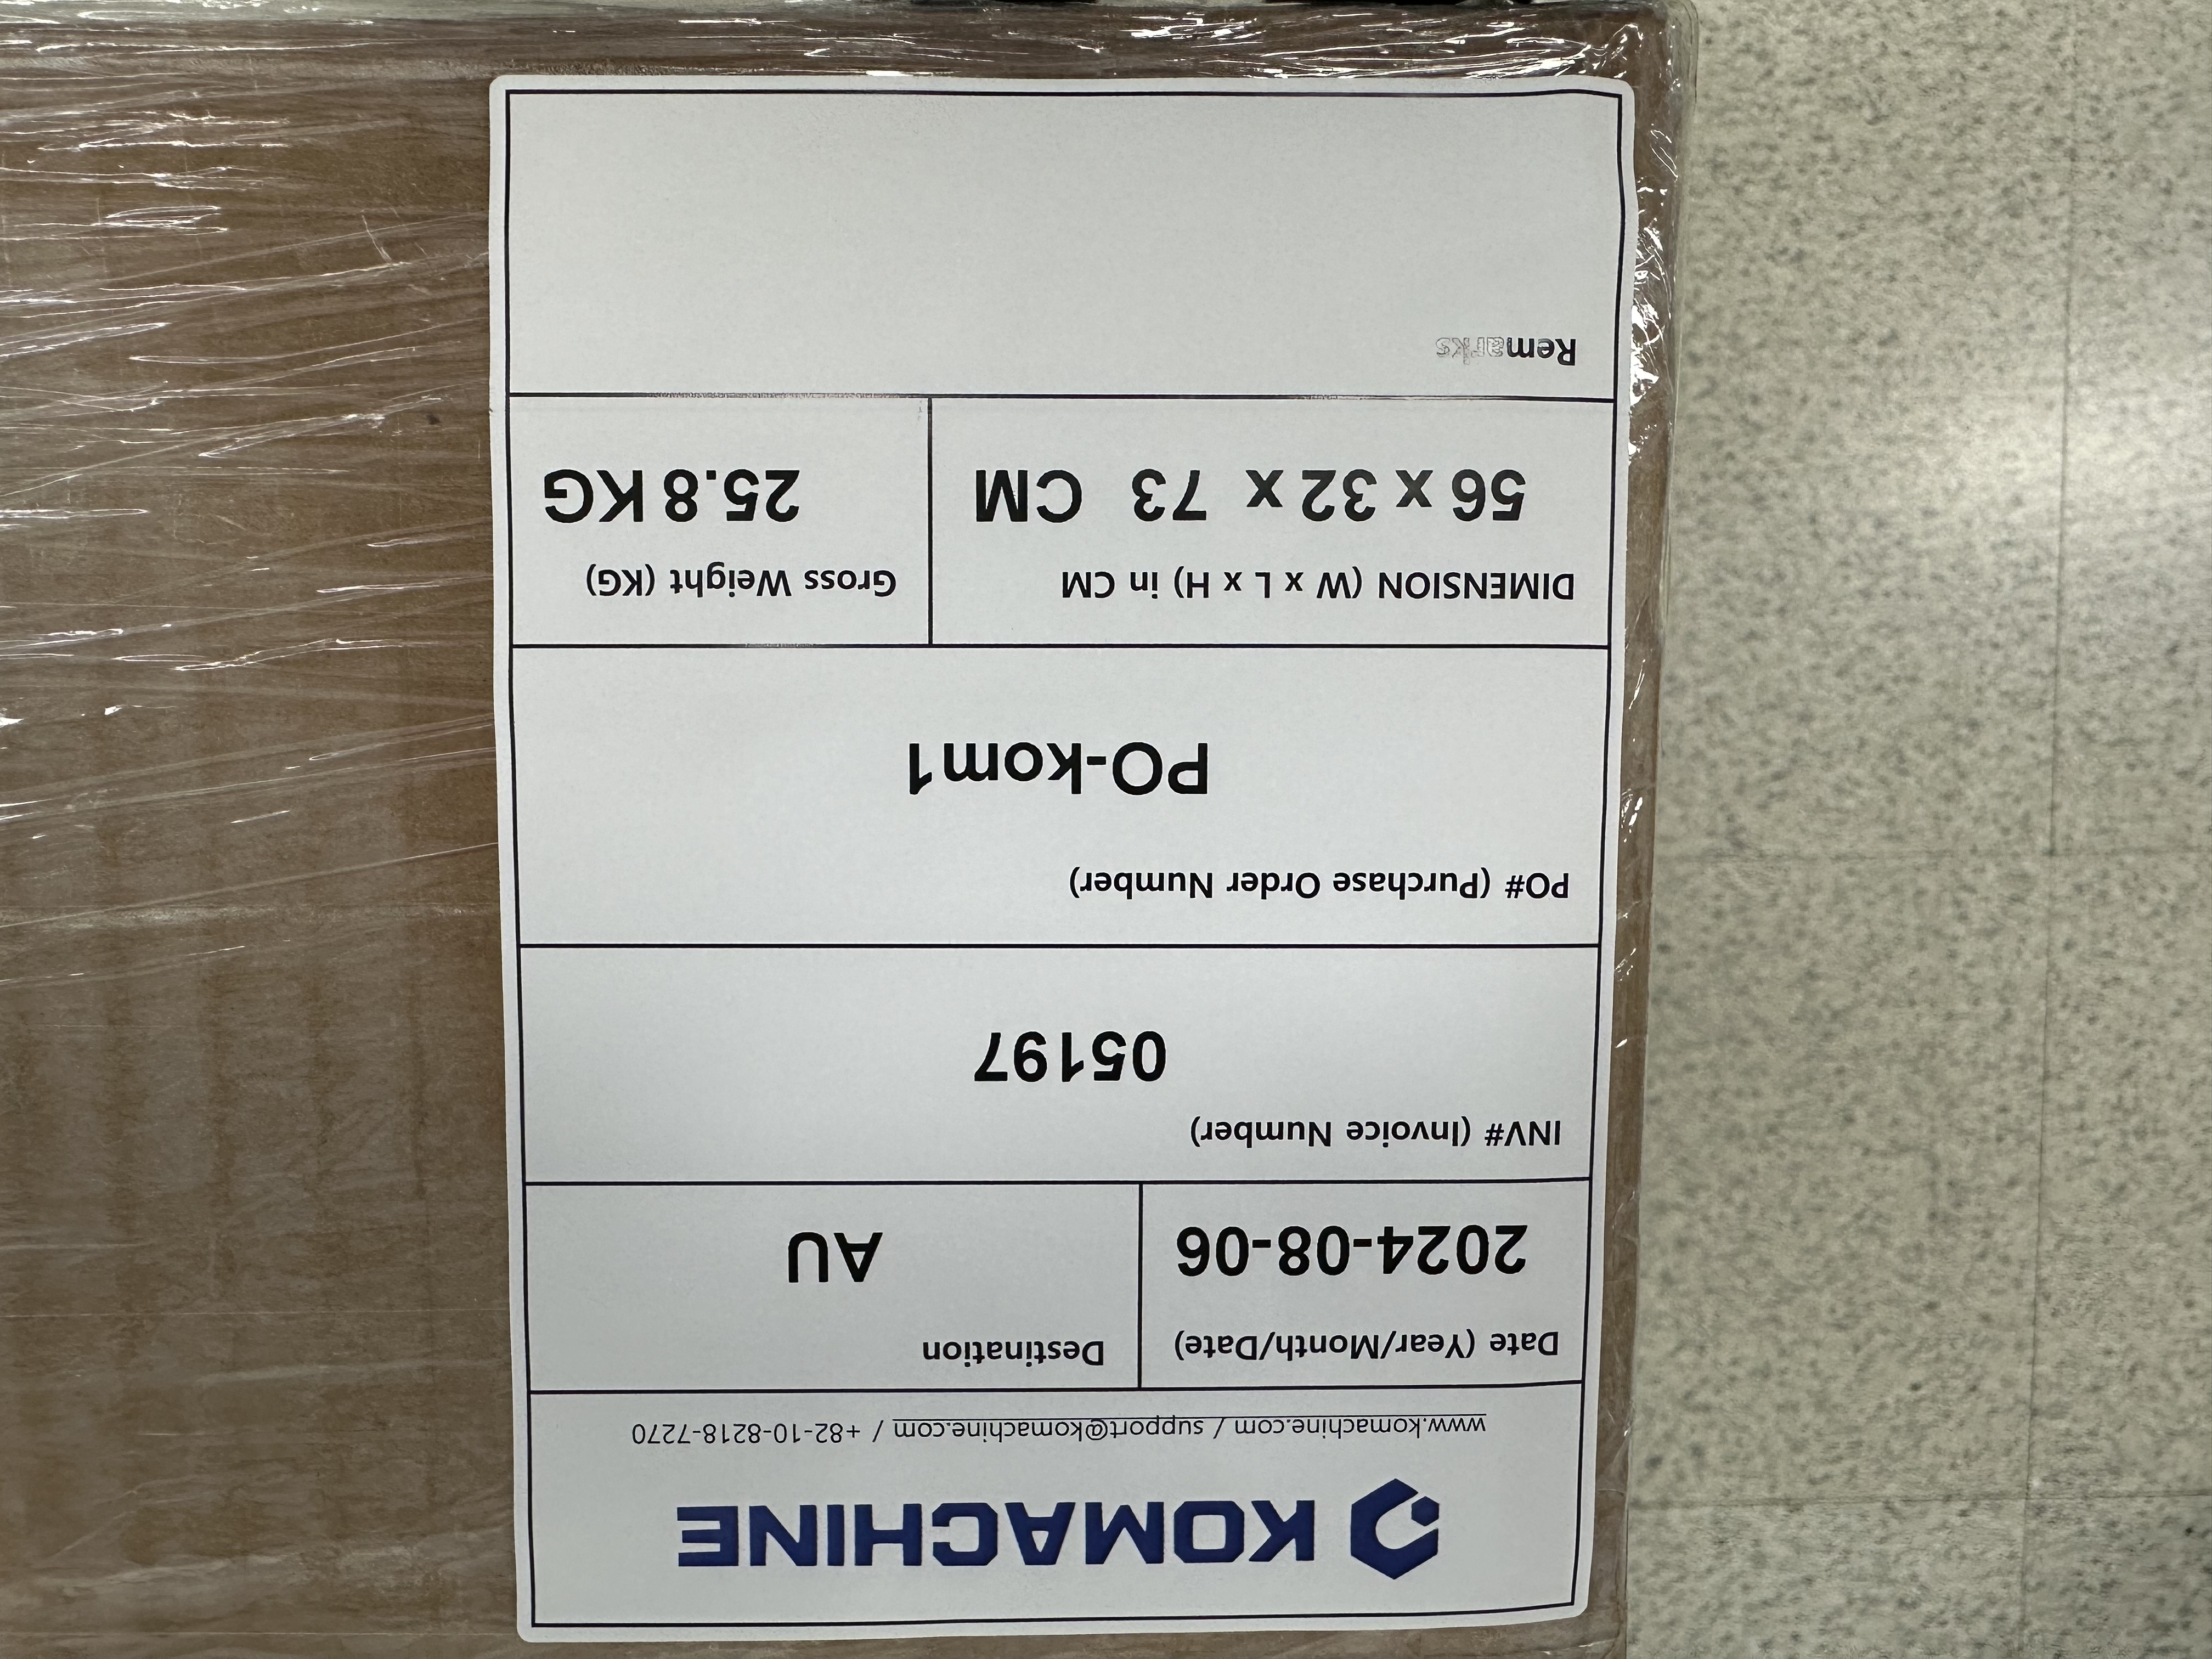 KOMACHINE
www.komachine.com / support@komachine.com / +82-10-8218-7270
Date (Year/Month/Date)
2024-08-06
Destination
AU
INV# (Invoice Number)
05197
PO# (Purchase Order Number)
PO-kom1
DIMENSION (W x L x H) in CM
56 x 32 x 73 CM
Gross Weight (KG)
25.8 KG
Remarks